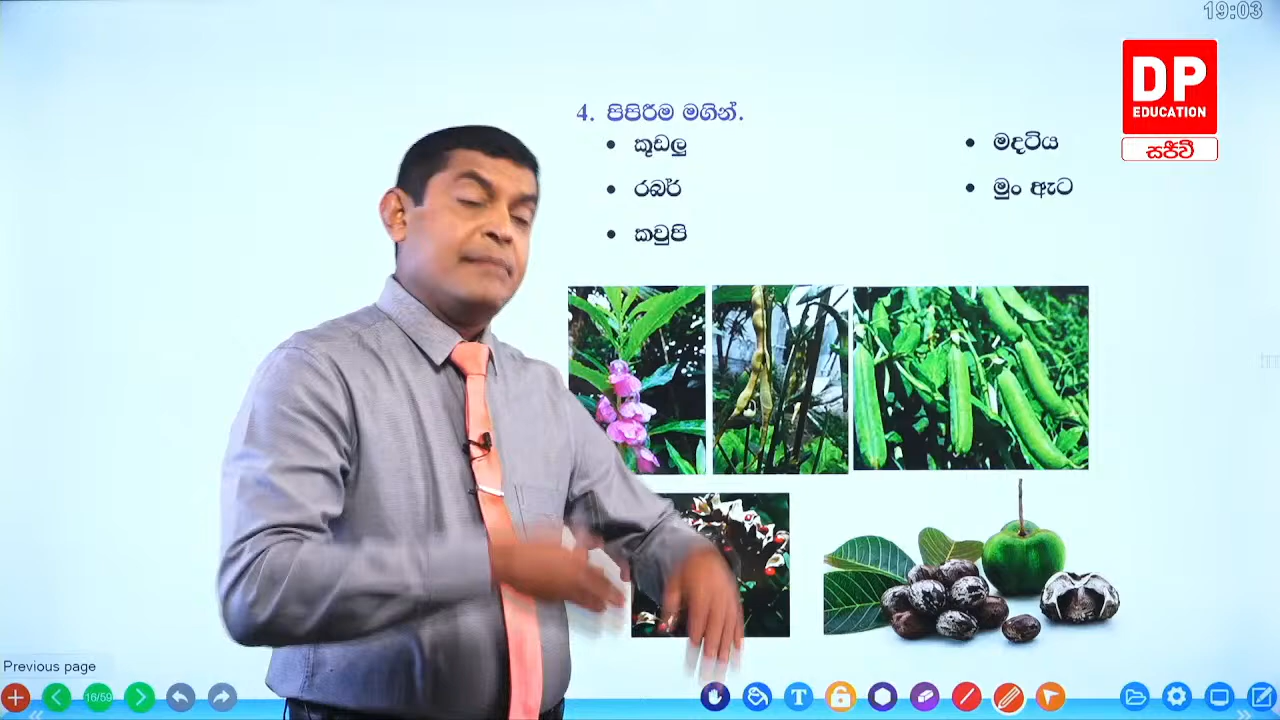 19:03
DP
EDUCATION
සජීවී
4. පිපිරීම මගින්.
• කූඩලු
• රබර්
• කවුපි
• මදටිය
• මුං ඇට
Previous page
16/59
T